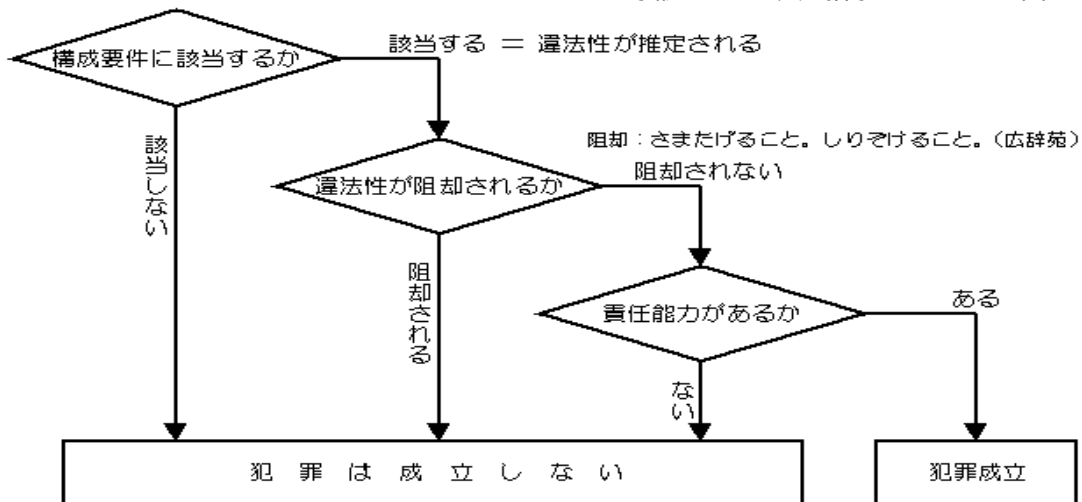 構成要件に該当するか
該当する = 違法性が推定される
該当しない
阻却：さまたげること。しりぞけること。（広辞苑）
違法性が阻却されるか
阻却されない
阻却される
責任能力があるか
ある
ない
犯罪は成立しない
犯罪成立